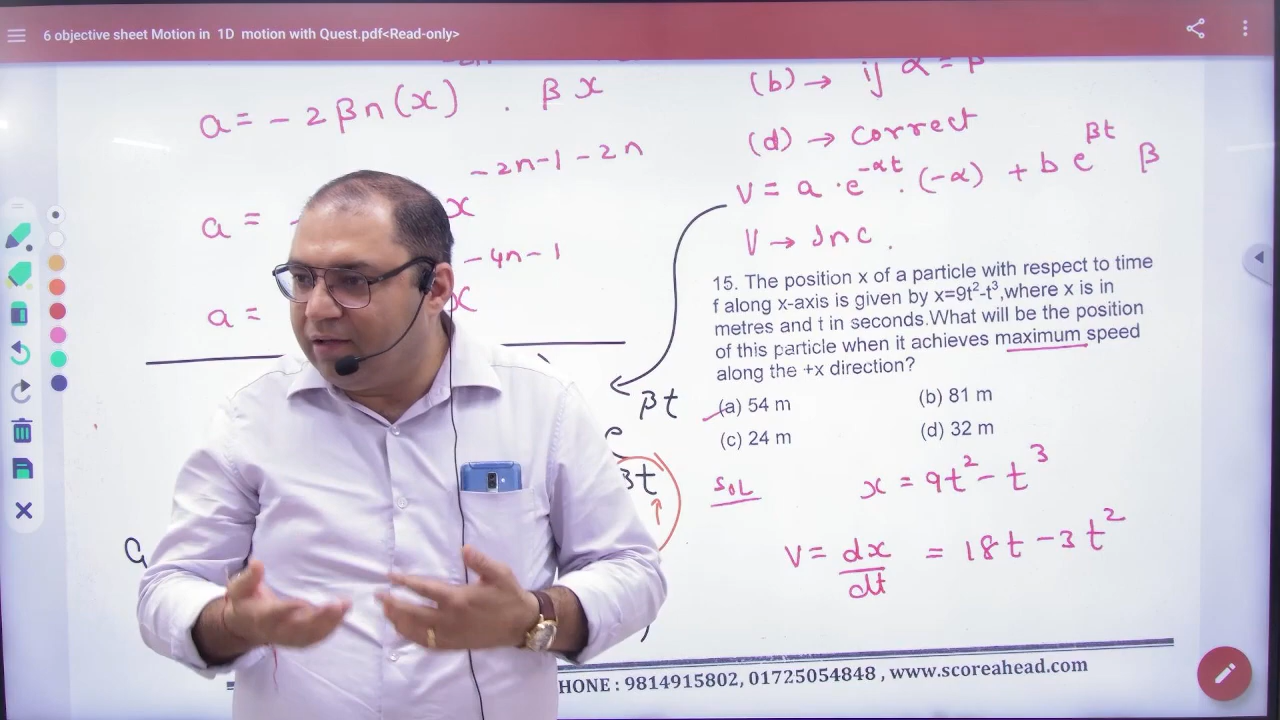 6 objective sheet Motion in 1D motion with Quest.pdf<Read-only>
a = - 2 β n (x) . β x
- 2n - 1 - 2n
a = x
- 4n - 1
a = x
(b) → if α = β
(d) → correct
V = a · e^-αt . (-α) + b e^βt β
V → Inc .
15. The position x of a particle with respect to time
f along x-axis is given by x=9t²-t³,where x is in
metres and t in seconds.What will be the position
of this particle when it achieves maximum speed
along the +x direction?
(a) 54 m (b) 81 m
(c) 24 m (d) 32 m
βt
SOL
x = 9t² - t³
V = dx/dt = 18t - 3t²
HONE : 9814915802, 01725054848 , www.scoreahead.com